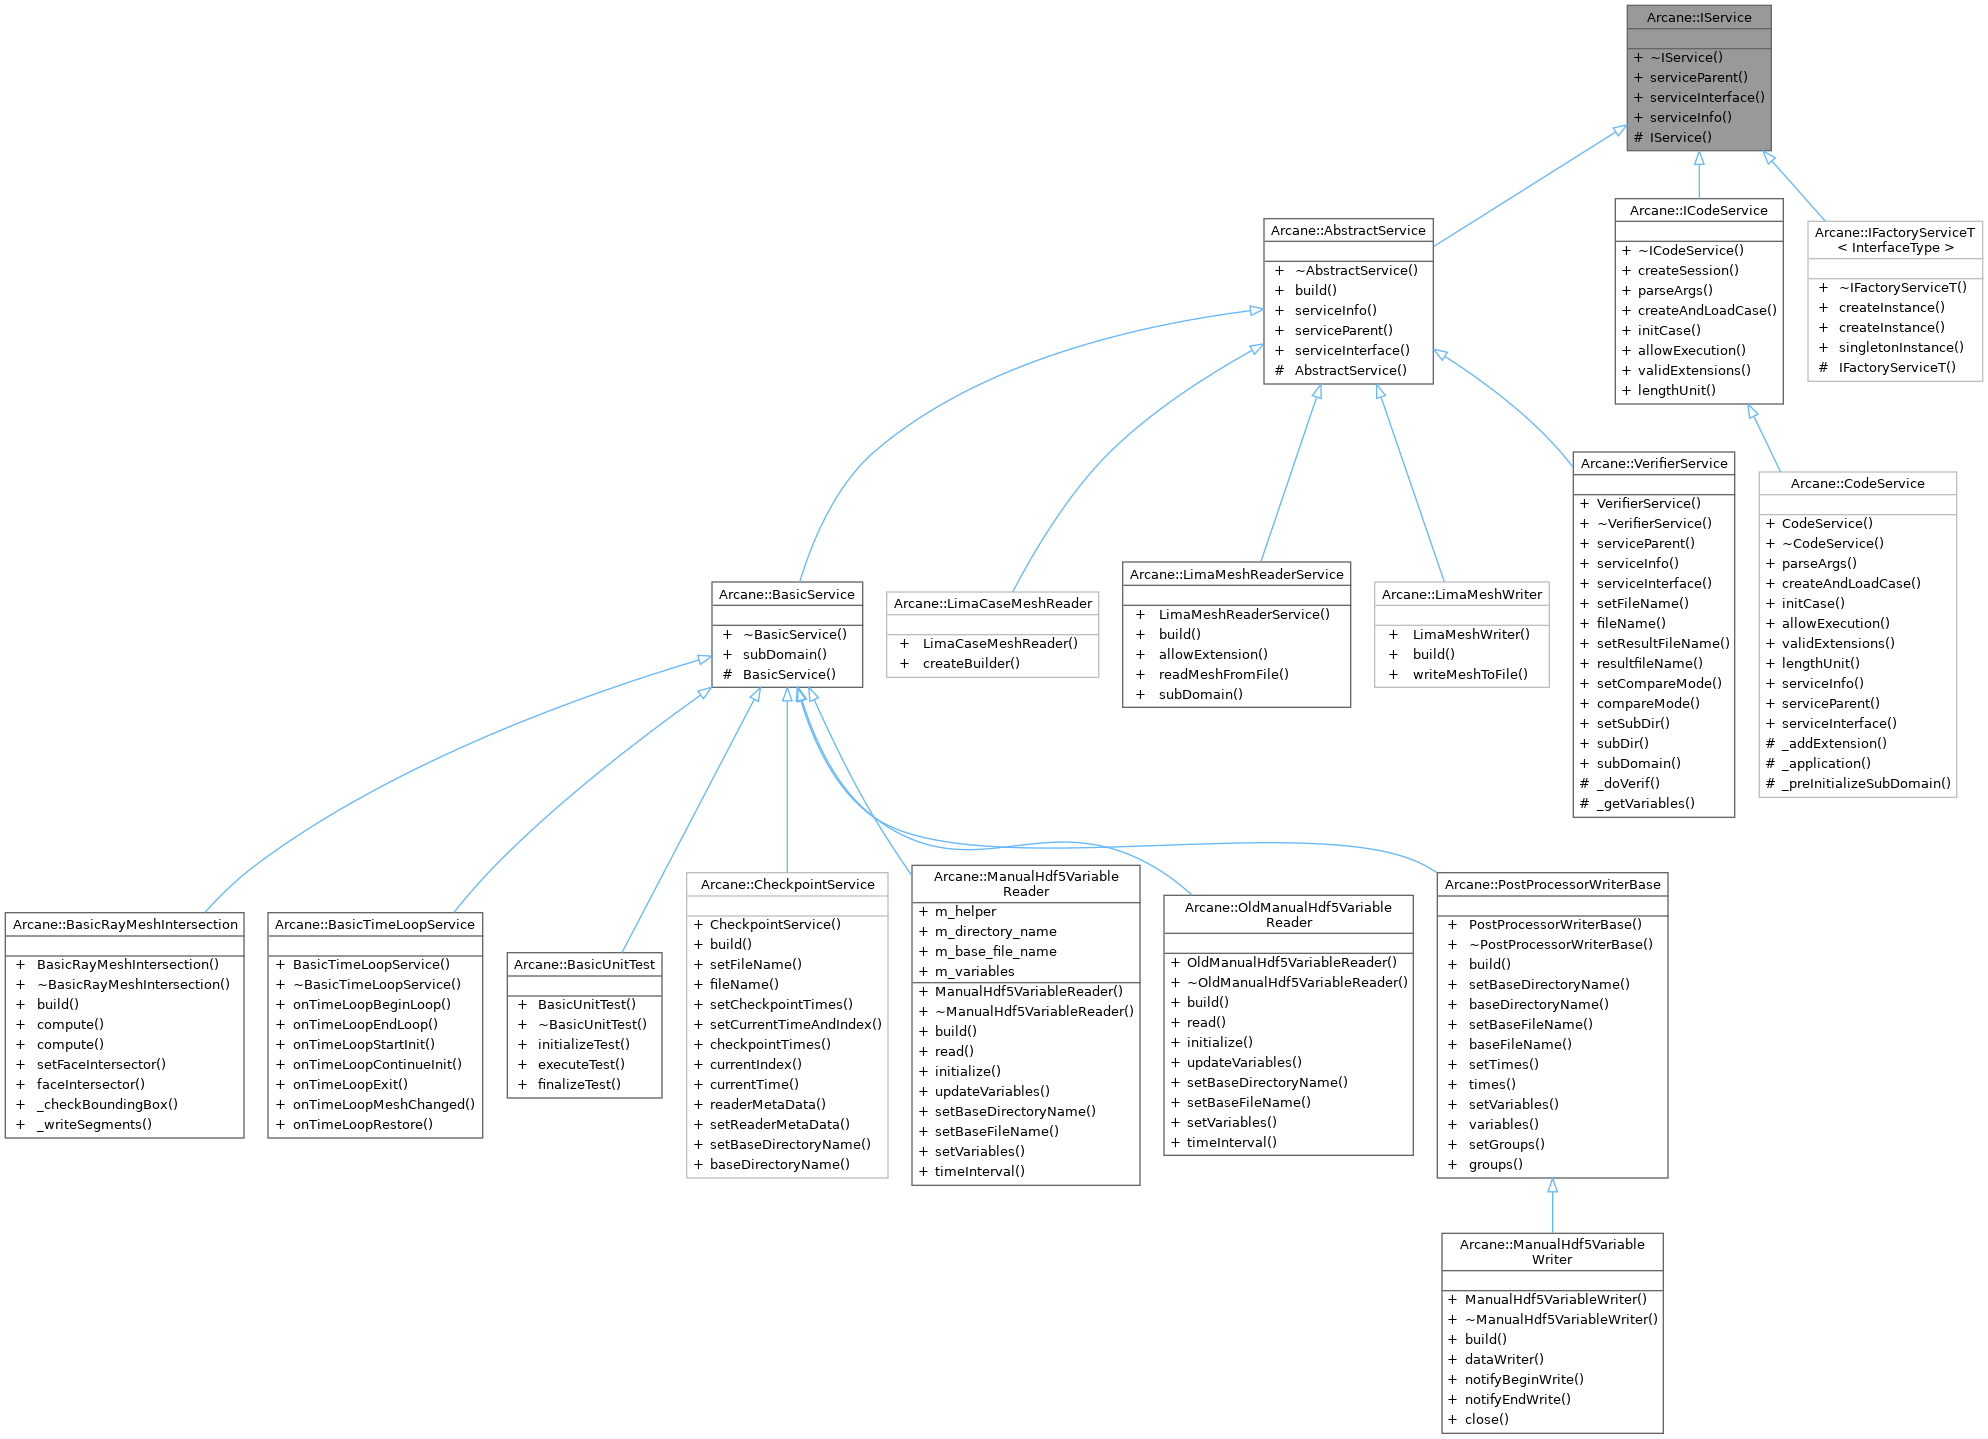 Arcane::IService
+ ~IService()
+ serviceParent()
+ serviceInterface()
+ serviceInfo()
# IService()
Arcane::AbstractService
+ ~AbstractService()
+ build()
+ serviceInfo()
+ serviceParent()
+ serviceInterface()
# AbstractService()
Arcane::ICodeService
+ ~ICodeService()
+ createSession()
+ parseArgs()
+ createAndLoadCase()
+ initCase()
+ allowExecution()
+ validExtensions()
+ lengthUnit()
Arcane::IFactoryServiceT
< InterfaceType >
+ ~IFactoryServiceT()
+ createInstance()
+ createInstance()
+ singletonInstance()
# IFactoryServiceT()
Arcane::BasicService
+ ~BasicService()
+ subDomain()
# BasicService()
Arcane::LimaCaseMeshReader
+ LimaCaseMeshReader()
+ createBuilder()
Arcane::LimaMeshReaderService
+ LimaMeshReaderService()
+ build()
+ allowExtension()
+ readMeshFromFile()
+ subDomain()
Arcane::LimaMeshWriter
+ LimaMeshWriter()
+ build()
+ writeMeshToFile()
Arcane::VerifierService
+ VerifierService()
+ ~VerifierService()
+ serviceParent()
+ serviceInfo()
+ serviceInterface()
+ setFileName()
+ fileName()
+ setResultFileName()
+ resultfileName()
+ setCompareMode()
+ compareMode()
+ setSubDir()
+ subDir()
+ subDomain()
# _doVerif()
# _getVariables()
Arcane::CodeService
+ CodeService()
+ ~CodeService()
+ parseArgs()
+ createAndLoadCase()
+ initCase()
+ allowExecution()
+ validExtensions()
+ lengthUnit()
+ serviceInfo()
+ serviceParent()
+ serviceInterface()
# _addExtension()
# _application()
# _preInitializeSubDomain()
Arcane::BasicRayMeshIntersection
+ BasicRayMeshIntersection()
+ ~BasicRayMeshIntersection()
+ build()
+ compute()
+ compute()
+ setFaceIntersector()
+ faceIntersector()
+ _checkBoundingBox()
+ _writeSegments()
Arcane::BasicTimeLoopService
+ BasicTimeLoopService()
+ ~BasicTimeLoopService()
+ onTimeLoopBeginLoop()
+ onTimeLoopEndLoop()
+ onTimeLoopStartInit()
+ onTimeLoopContinueInit()
+ onTimeLoopExit()
+ onTimeLoopMeshChanged()
+ onTimeLoopRestore()
Arcane::BasicUnitTest
+ BasicUnitTest()
+ ~BasicUnitTest()
+ initializeTest()
+ executeTest()
+ finalizeTest()
Arcane::CheckpointService
+ CheckpointService()
+ build()
+ setFileName()
+ fileName()
+ setCheckpointTimes()
+ setCurrentTimeAndIndex()
+ checkpointTimes()
+ currentIndex()
+ currentTime()
+ readerMetaData()
+ setReaderMetaData()
+ setBaseDirectoryName()
+ baseDirectoryName()
Arcane::ManualHdf5Variable
Reader
+ m_helper
+ m_directory_name
+ m_base_file_name
+ m_variables
+ ManualHdf5VariableReader()
+ ~ManualHdf5VariableReader()
+ build()
+ read()
+ initialize()
+ updateVariables()
+ setBaseDirectoryName()
+ setBaseFileName()
+ setVariables()
+ timeInterval()
Arcane::OldManualHdf5Variable
Reader
+ OldManualHdf5VariableReader()
+ ~OldManualHdf5VariableReader()
+ build()
+ read()
+ initialize()
+ updateVariables()
+ setBaseDirectoryName()
+ setBaseFileName()
+ setVariables()
+ timeInterval()
Arcane::PostProcessorWriterBase
+ PostProcessorWriterBase()
+ ~PostProcessorWriterBase()
+ build()
+ setBaseDirectoryName()
+ baseDirectoryName()
+ setBaseFileName()
+ baseFileName()
+ setTimes()
+ times()
+ setVariables()
+ variables()
+ setGroups()
+ groups()
Arcane::ManualHdf5Variable
Writer
+ ManualHdf5VariableWriter()
+ ~ManualHdf5VariableWriter()
+ build()
+ dataWriter()
+ notifyBeginWrite()
+ notifyEndWrite()
+ close()